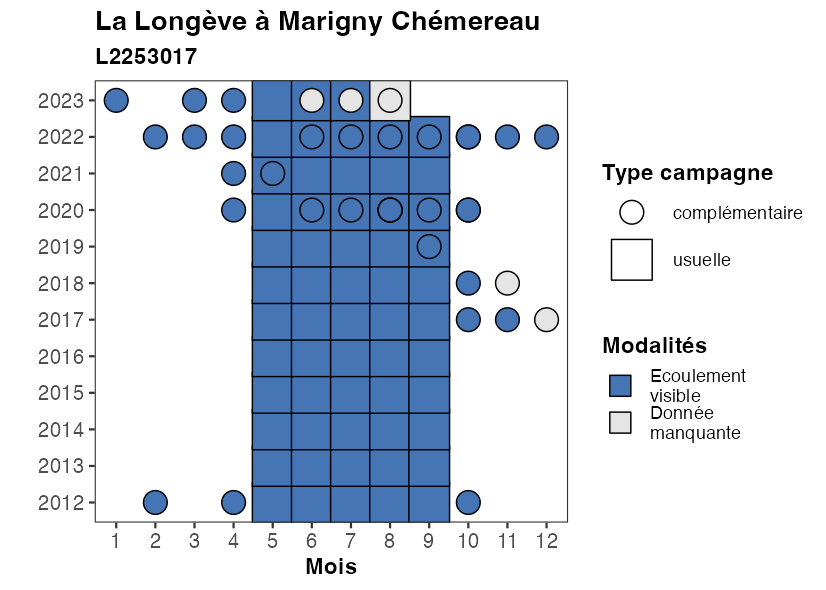 La Longève à Marigny Chémereau
L2253017
2023
2022
2021
2020
2019
2018
2017
2016
2015
2014
2013
2012
1 2 3 4 5 6 7 8 9 10 11 12
Mois
Type campagne
complémentaire
usuelle
Modalités
Ecoulement
visible
Donnée
manquante